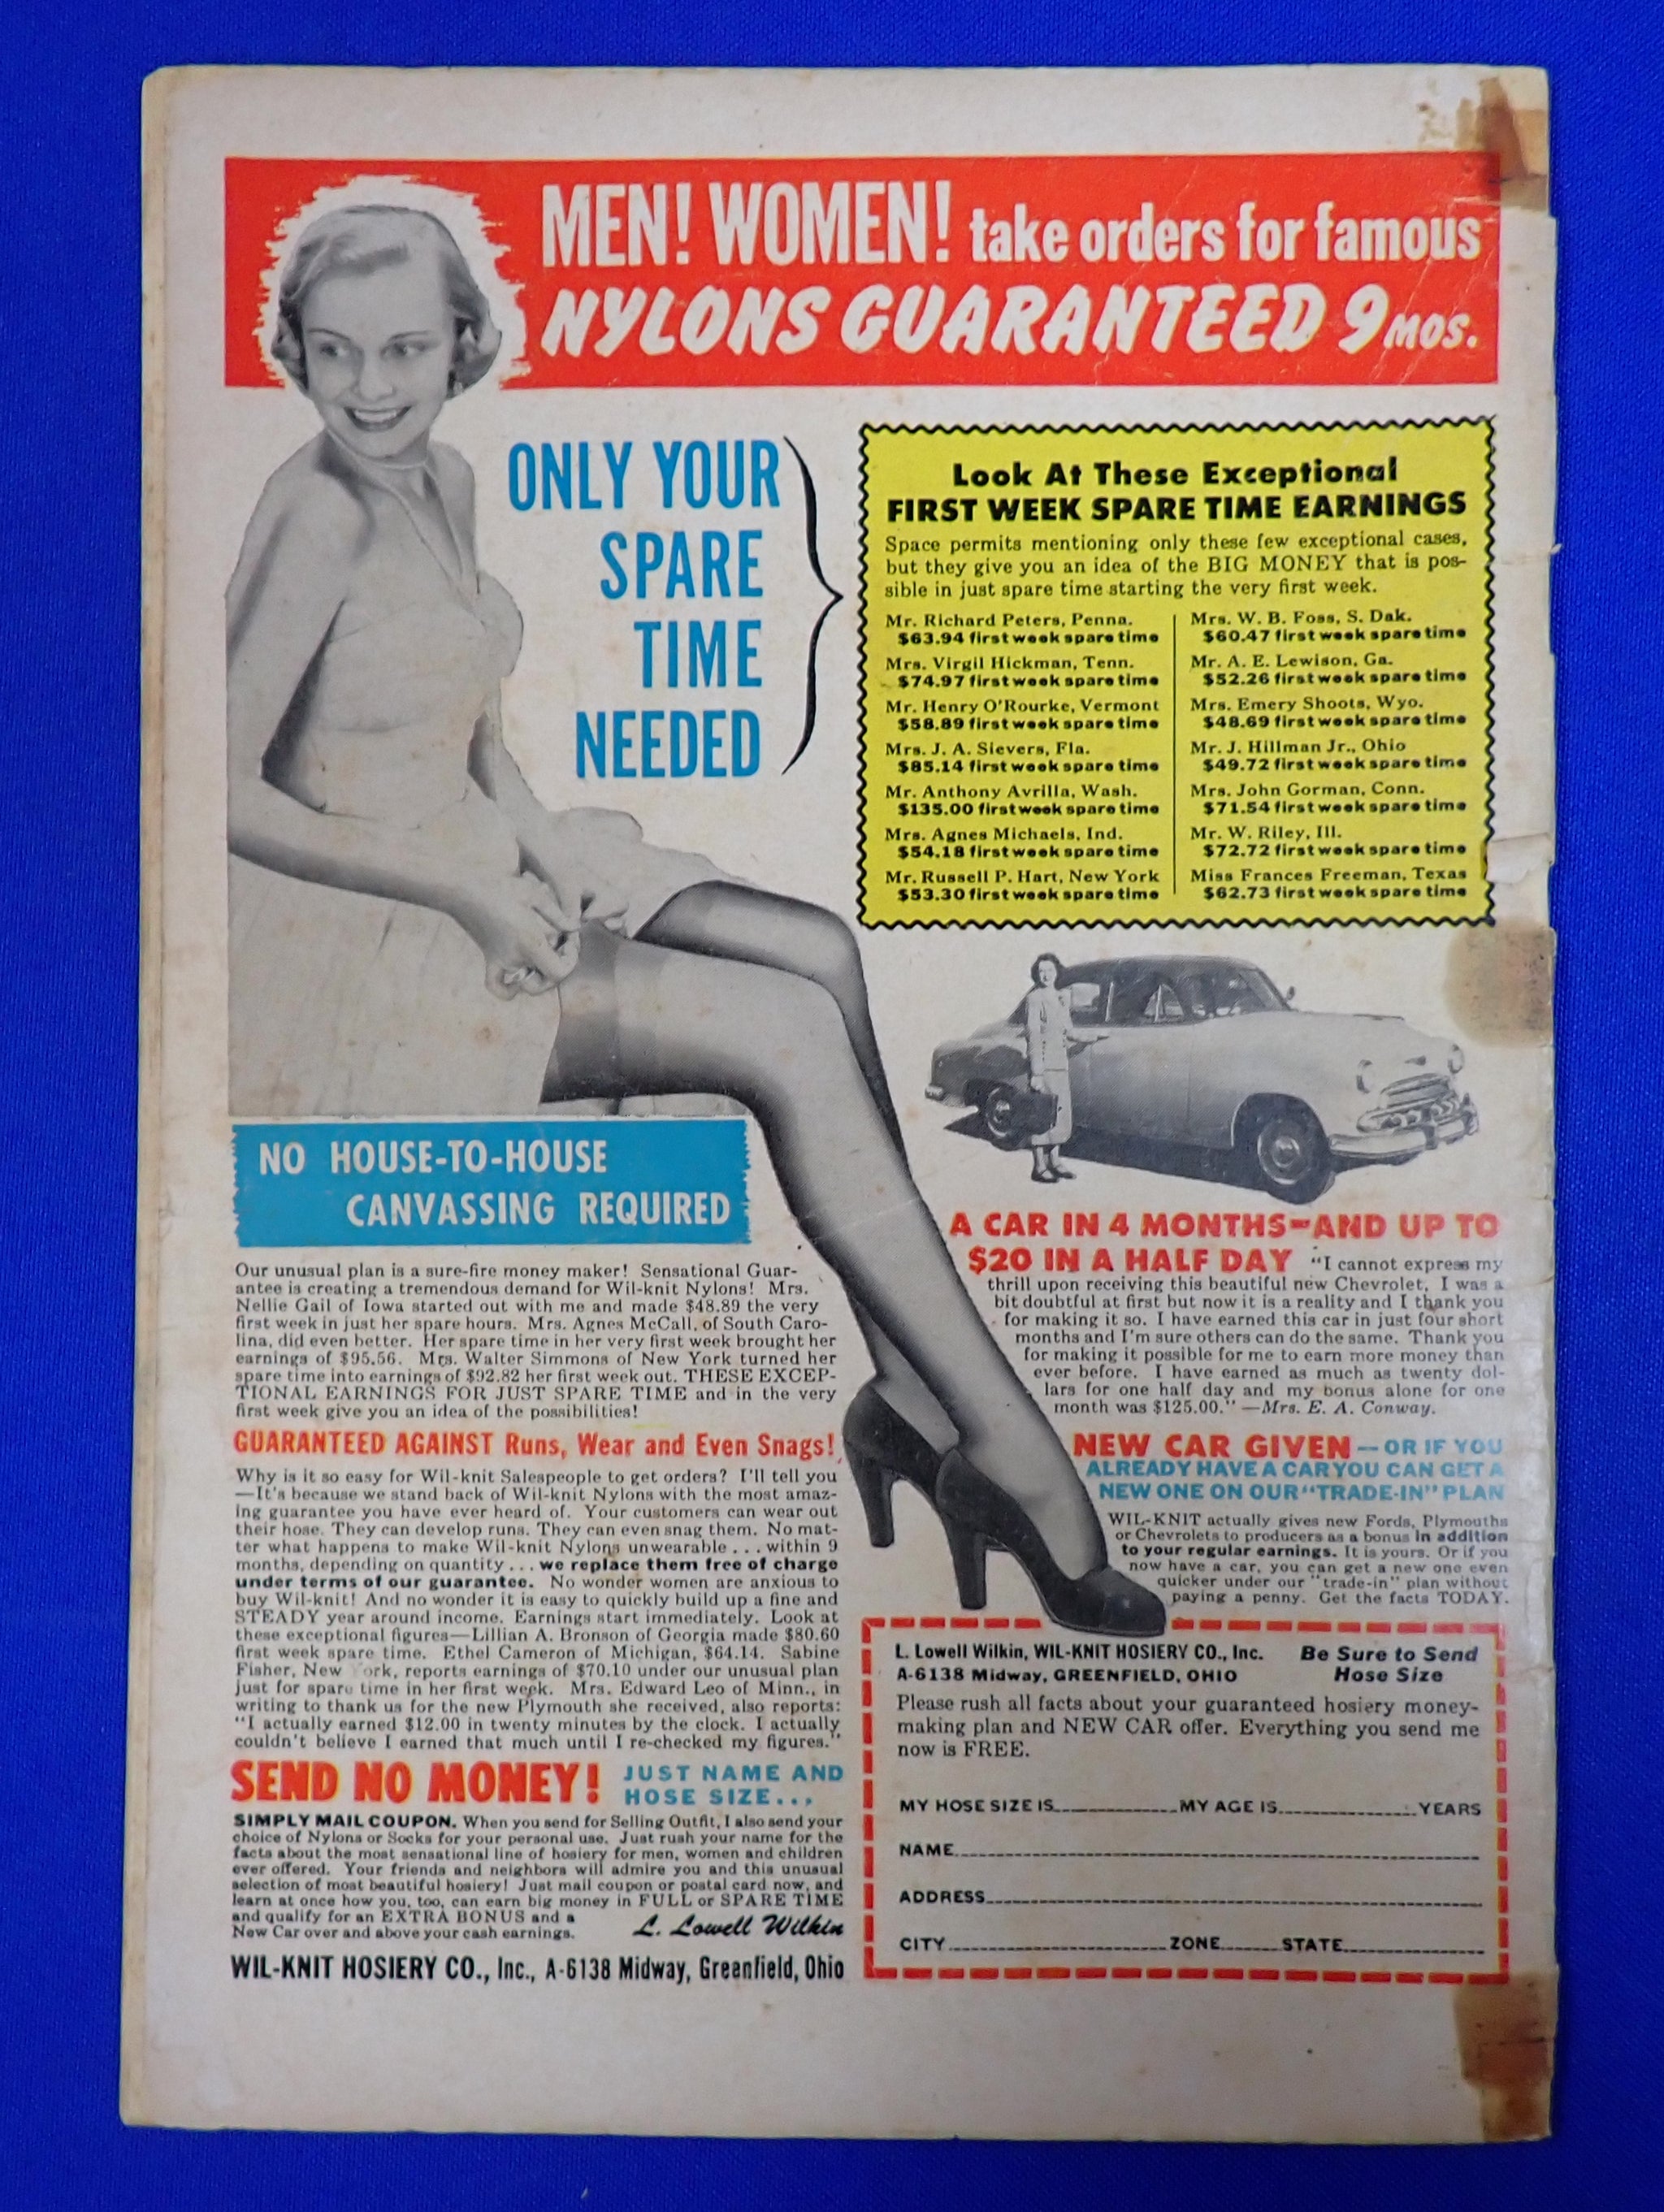 MEN! WOMEN! take orders for famous
NYLONS GUARANTEED 9 MOS.
ONLY YOUR
SPARE
TIME
NEEDED
Look At These Exceptional
FIRST WEEK SPARE TIME EARNINGS
Space permits mentioning only these few exceptional cases,
but they give you an idea of the BIG MONEY that is pos-
sible in just spare time starting the very first week.
Mr. Richard Peters, Penna.
$63.94 first week spare time
Mrs. Virgil Hickman, Tenn.
$74.97 first week spare time
Mr. Henry O'Rourke, Vermont
$58.89 first week spare time
Mrs. J. A. Sievers, Fla.
$85.14 first week spare time
Mr. Anthony Avrilla, Wash.
$135.00 first week spare time
Mrs. Agnes Michaels, Ind.
$54.18 first week spare time
Mr. Russell P. Hart, New York
$53.30 first week spare time
Mrs. W. B. Foss, S. Dak.
$60.47 first week spare time
Mr. A. E. Lewison, Ga.
$52.26 first week spare time
Mrs. Emery Shoots, Wyo.
$48.69 first week spare time
Mr. J. Hillman Jr., Ohio
$49.72 first week spare time
Mrs. John Gorman, Conn.
$71.54 first week spare time
Mr. W. Riley, Ill.
$72.72 first week spare time
Miss Frances Freeman, Texas
$62.73 first week spare time
NO HOUSE-TO-HOUSE
CANVASSING REQUIRED
Our unusual plan is a sure-fire money maker! Sensational Guar-
antee is creating a tremendous demand for Wil-knit Nylons! Mrs.
Nellie Gail of Iowa started out with me and made $48.89 the very
first week in just her spare hours. Mrs. Agnes McCall, of South Caro-
lina, did even better. Her spare time in her very first week brought her
earnings of $95.56. Mrs. Walter Simmons of New York turned her
spare time into earnings of $92.82 her first week out. THESE EXCEP-
TIONAL EARNINGS FOR JUST SPARE TIME and in the very
first week give you an idea of the possibilities!
GUARANTEED AGAINST Runs, Wear and Even Snags!
Why is it so easy for Wil-knit Salespeople to get orders? I'll tell you
—It's because we stand back of Wil-knit Nylons with the most amaz-
ing guarantee you have ever heard of. Your customers can wear out
their hose. They can develop runs. They can even snag them. No mat-
ter what happens to make Wil-knit Nylons unwearable . . . within 9
months, depending on quantity . . . we replace them free of charge
under terms of our guarantee. No wonder women are anxious to
buy Wil-knit! And no wonder it is easy to quickly build up a fine and
STEADY year around income. Earnings start immediately. Look at
these exceptional figures—Lillian A. Bronson of Georgia made $80.60
first week spare time. Ethel Cameron of Michigan, $64.14. Sabine
Fisher, New ork, reports earnings of $70.10 under our unusual plan
just for spare time in her first week. Mrs. Edward Leo of Minn., in
writing to thank us for the new Plymouth she received, also reports:
"I actually earned $12.00 in twenty minutes by the clock. I actually
couldn't believe I earned that much until I re-checked my figures."
SEND NO MONEY! JUST NAME AND
HOSE SIZE . . .
SIMPLY MAIL COUPON. When you send for Selling Outfit, I also send your
choice of Nylons or Socks for your personal use. Just rush your name for the
facts about the most sensational line of hosiery for men, women and children
ever offered. Your friends and neighbors will admire you and this unusual
selection of most beautiful hosiery! Just mail coupon or postal card now, and
learn at once how you, too, can earn big money in FULL or SPARE TIME
and qualify for an EXTRA BONUS and a
New Car over and above your cash earnings.
L. Lowell Wilkin
WIL-KNIT HOSIERY CO., Inc., A-6138 Midway, Greenfield, Ohio
A CAR IN 4 MONTHS—AND UP TO
$20 IN A HALF DAY "I cannot express my
thrill upon receiving this beautiful new Chevrolet, I was a
bit doubtful at first but now it is a reality and I thank you
for making it so. I have earned this car in just four short
months and I'm sure others can do the same. Thank you
for making it possible for me to earn more money than
ever before. I have earned as much as twenty dol-
lars for one half day and my bonus alone for one
month was $125.00." —Mrs. E. A. Conway.
NEW CAR GIVEN—OR IF YOU
ALREADY HAVE A CAR YOU CAN GET A
NEW ONE ON OUR "TRADE-IN" PLAN
WIL-KNIT actually gives new Fords, Plymouths
or Chevrolets to producers as a bonus in addition
to your regular earnings. It is yours. Or if you
now have a car, you can get a new one even
quicker under our "trade-in" plan without
paying a penny. Get the facts TODAY.
L. Lowell Wilkin, WIL-KNIT HOSIERY CO., Inc.
A-6138 Midway, GREENFIELD, OHIO
Be Sure to Send
Hose Size
Please rush all facts about your guaranteed hosiery money-
making plan and NEW CAR offer. Everything you send me
now is FREE.
MY HOSE SIZE IS MY AGE IS YEARS
NAME
ADDRESS
CITY ZONE STATE